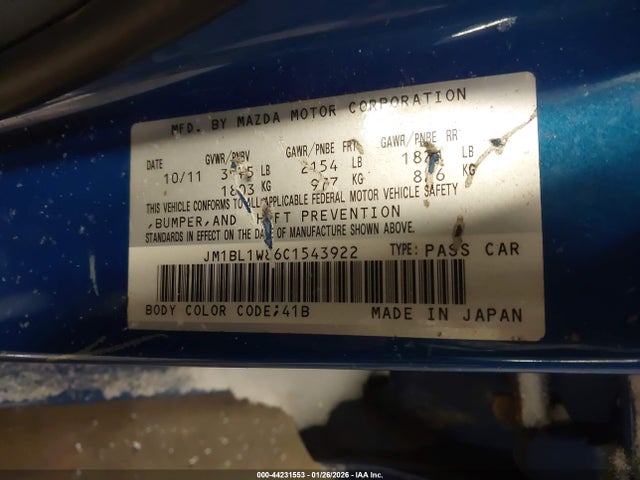 MFD. BY MAZDA MOTOR CORPORATION
DATE GVWR/PNBV GAWR/PNBE FRT GAWR/PNBE RR
10/11 LB 2154 LB LB
1803 KG 977 KG KG
THIS VEHICLE CONFORMS TO ALL APPLICABLE FEDERAL MOTOR VEHICLE SAFETY
,BUMPER,AND THEFT PREVENTION
STANDARDS IN EFFECT ON THE DATE OF MANUFACTURE SHOWN ABOVE.
TYPE: PASS CAR
BODY COLOR CODE;41B MADE IN JAPAN
000-44231553 — 01/26/2026 — IAA Inc.